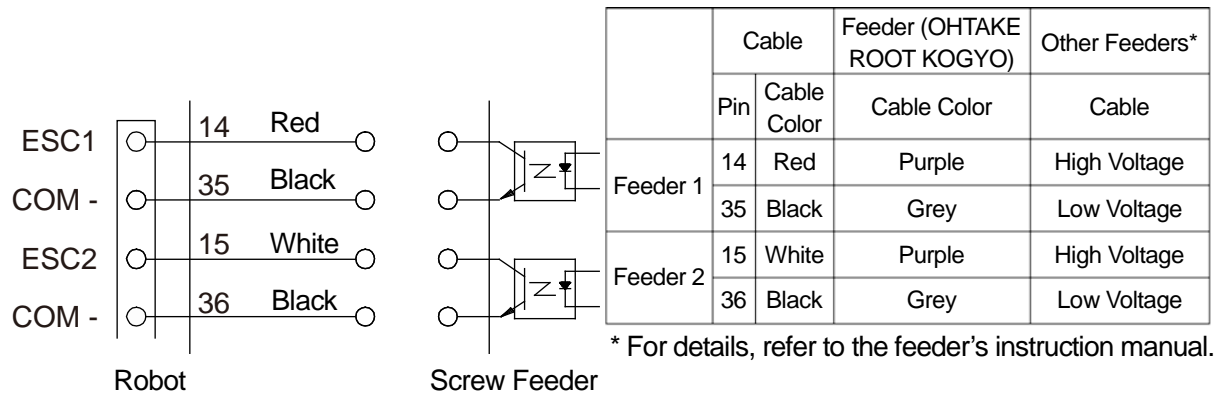 ESC1 14 Red
COM - 35 Black
ESC2 15 White
COM - 36 Black
Robot Screw Feeder
Cable Feeder (OHTAKE ROOT KOGYO) Other Feeders*
Pin Cable Color Cable Color Cable
Feeder 1 14 Red Purple High Voltage
35 Black Grey Low Voltage
Feeder 2 15 White Purple High Voltage
36 Black Grey Low Voltage
* For details, refer to the feeder's instruction manual.